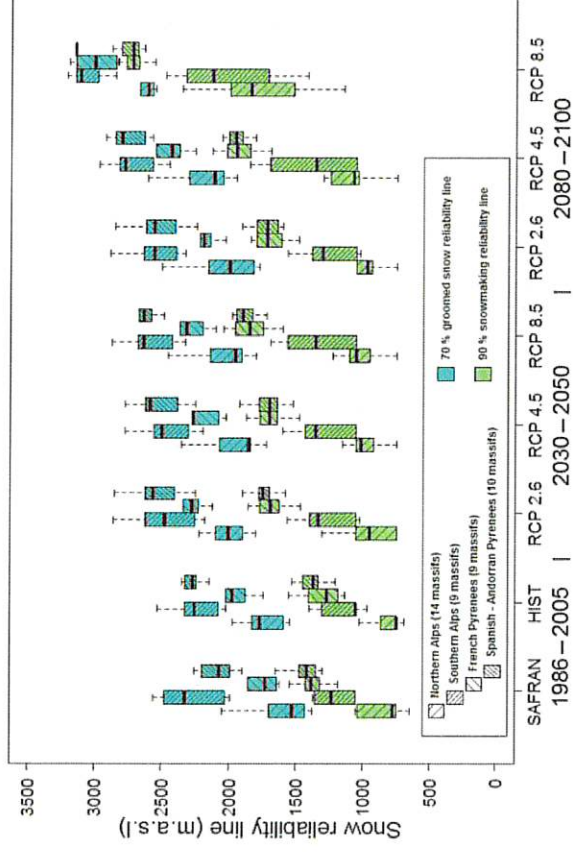 Snow reliability line (m.a.s.l)
3500
3000
2500
2000
1500
1000
500
0
Northern Alps (14 massifs)
Southern Alps (9 massifs)
French Pyrenees (9 massifs)
Spanish - Andorran Pyrenees (10 massifs)
70 % groomed snow reliability line
90 % snowmaking reliability line
SAFRAN HIST RCP 2.6 RCP 4.5 RCP 8.5 RCP 2.6 RCP 4.5 RCP 8.5
1986−2005 | 2030−2050 | 2080−2100